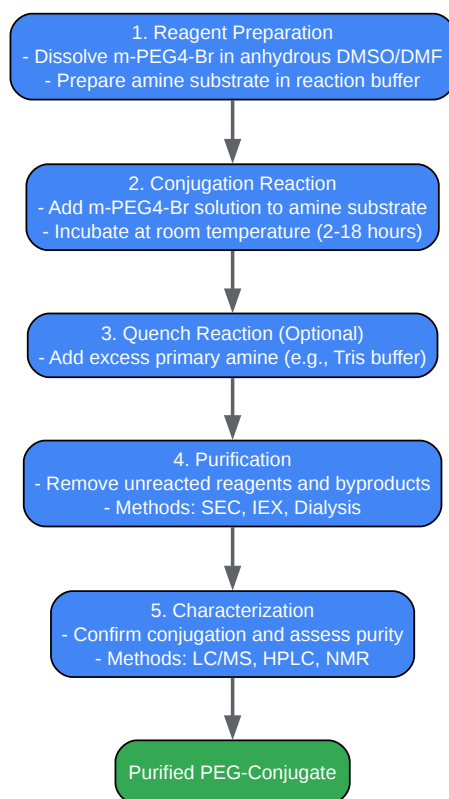 1. Reagent Preparation
- Dissolve m-PEG4-Br in anhydrous DMSO/DMF
- Prepare amine substrate in reaction buffer
2. Conjugation Reaction
- Add m-PEG4-Br solution to amine substrate
- Incubate at room temperature (2-18 hours)
3. Quench Reaction (Optional)
- Add excess primary amine (e.g., Tris buffer)
4. Purification
- Remove unreacted reagents and byproducts
- Methods: SEC, IEX, Dialysis
5. Characterization
- Confirm conjugation and assess purity
- Methods: LC/MS, HPLC, NMR
Purified PEG-Conjugate